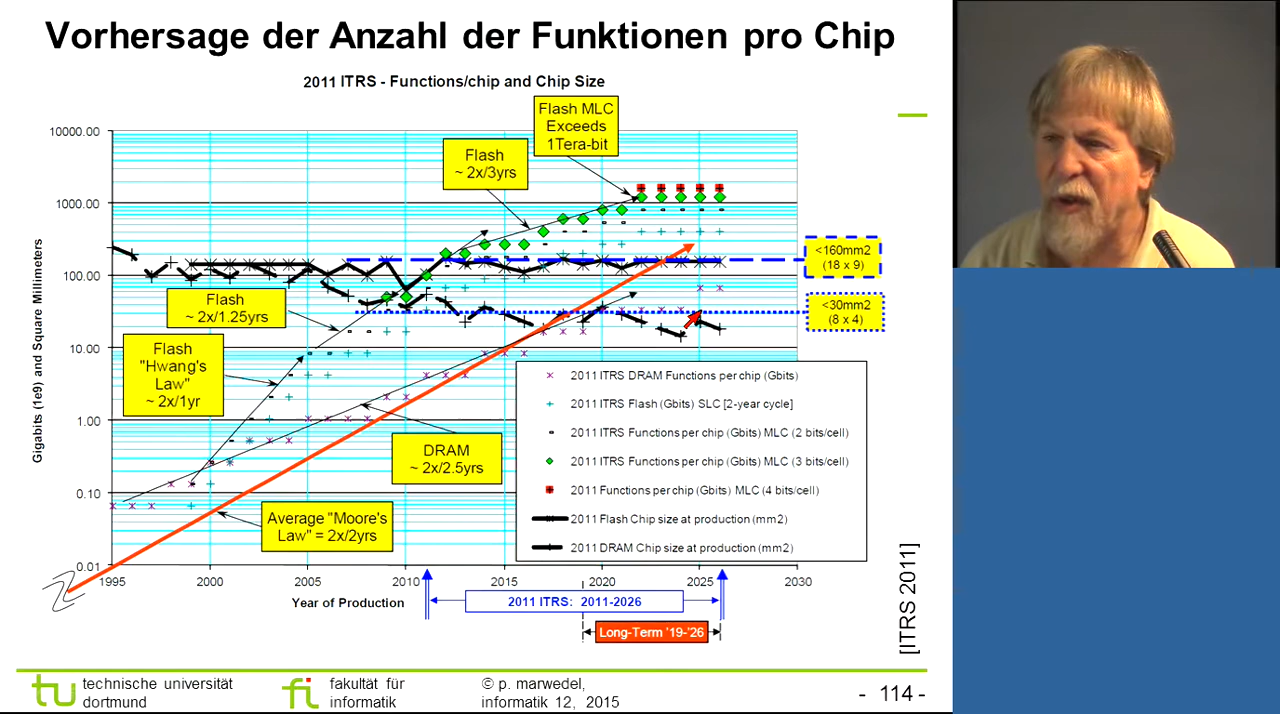 Vorhersage der Anzahl der Funktionen pro Chip
2011 ITRS - Functions/chip and Chip Size
Flash MLC
Exceeds
1Tera-bit
Flash
~ 2x/3yrs
10000.00
1000.00
100.00
10.00
1.00
0.10
0.01
Gigabits (1e9) and Square Millimeters
<160mm2
(18 x 9)
<30mm2
(8 x 4)
Flash
~ 2x/1.25yrs
Flash
"Hwang's
Law"
~ 2x/1yr
DRAM
~ 2x/2.5yrs
Average "Moore's
Law" = 2x/2yrs
2011 ITRS DRAM Functions per chip (Gbits)
2011 ITRS Flash (Gbits) SLC [2-year cycle]
2011 ITRS Functions per chip (Gbits) MLC (2 bits/cell)
2011 ITRS Functions per chip (Gbits) MLC (3 bits/cell)
2011 Functions per chip (Gbits) MLC (4 bits/cell)
2011 Flash Chip size at production (mm2)
2011 DRAM Chip size at production (mm2)
1995 2000 2005 2010 2015 2020 2025 2030
Year of Production
2011 ITRS: 2011-2026
Long-Term '19-'26
[ITRS 2011]
tu technische universität
dortmund
fi fakultät für
informatik
© p. marwedel,
informatik 12, 2015
- 114 -